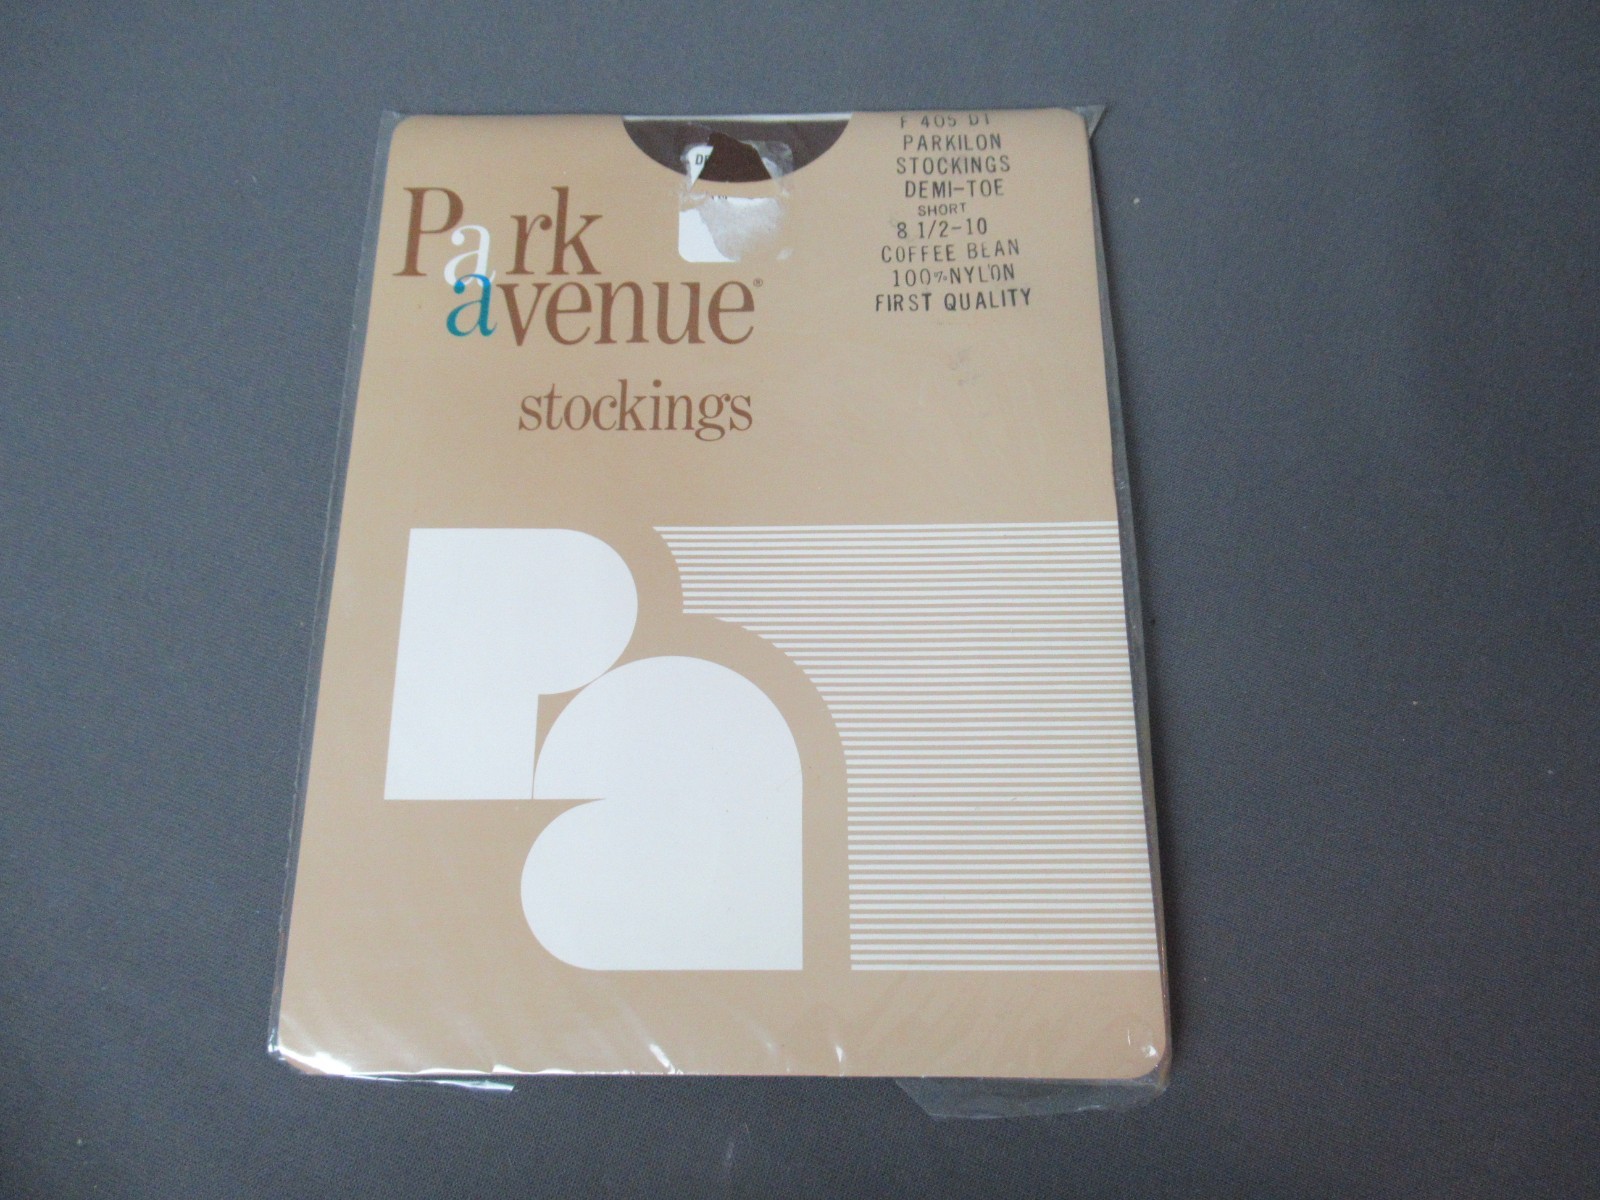 Park
avenue®
stockings
F 405 DT
PARKILON
STOCKINGS
DEMI-TOE
SHORT
8 1/2-10
COFFEE BEAN
100% NYLON
FIRST QUALITY
Pa